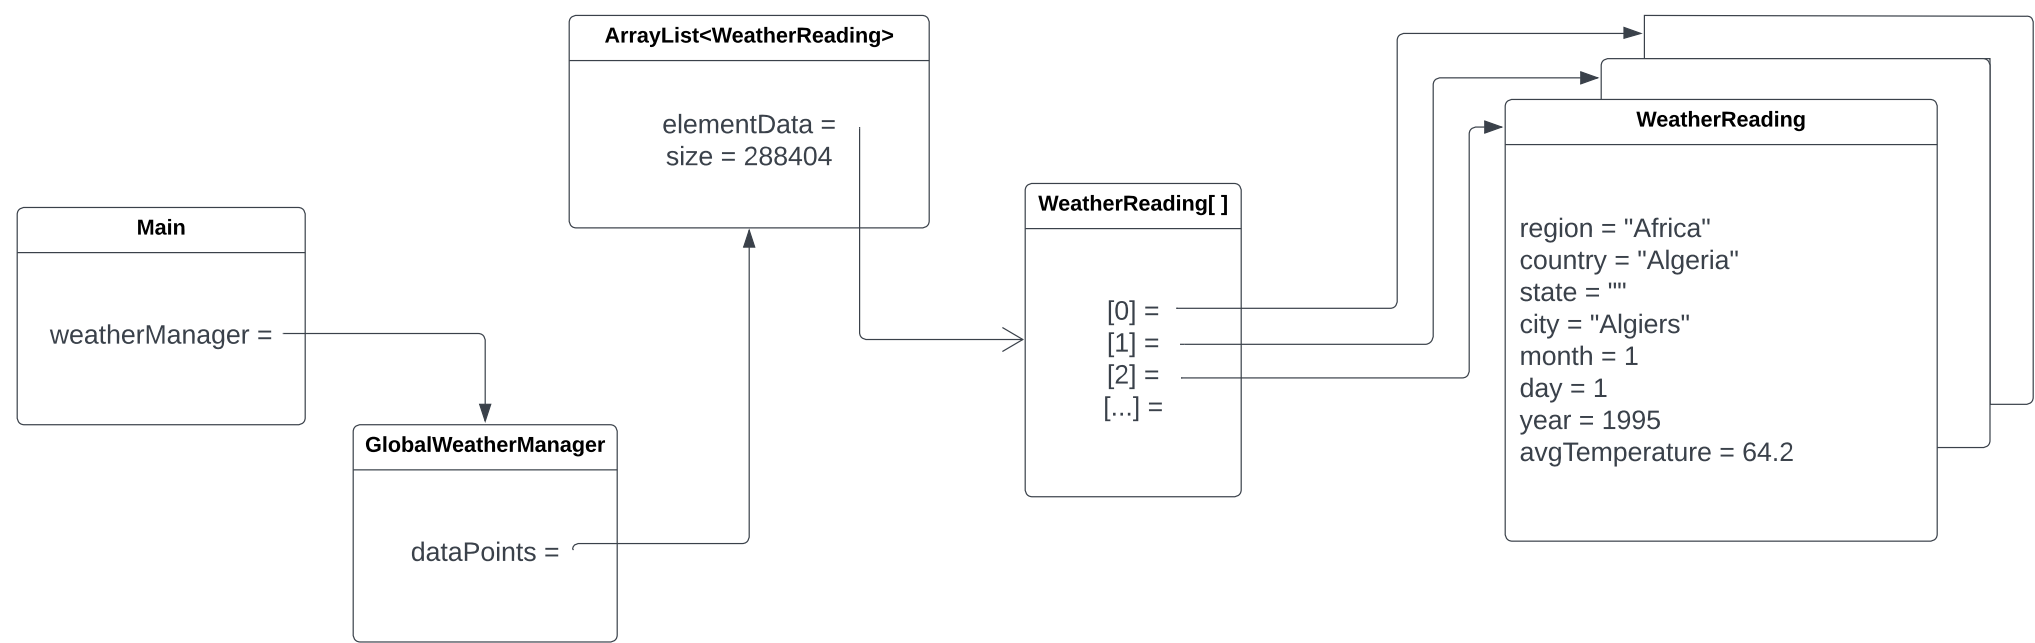 Main
weatherManager =
GlobalWeatherManager
dataPoints =
ArrayList<WeatherReading>
elementData =
size = 288404
WeatherReading[ ]
[0] =
[1] =
[2] =
[...] =
WeatherReading
region = "Africa"
country = "Algeria"
state = ""
city = "Algiers"
month = 1
day = 1
year = 1995
avgTemperature = 64.2